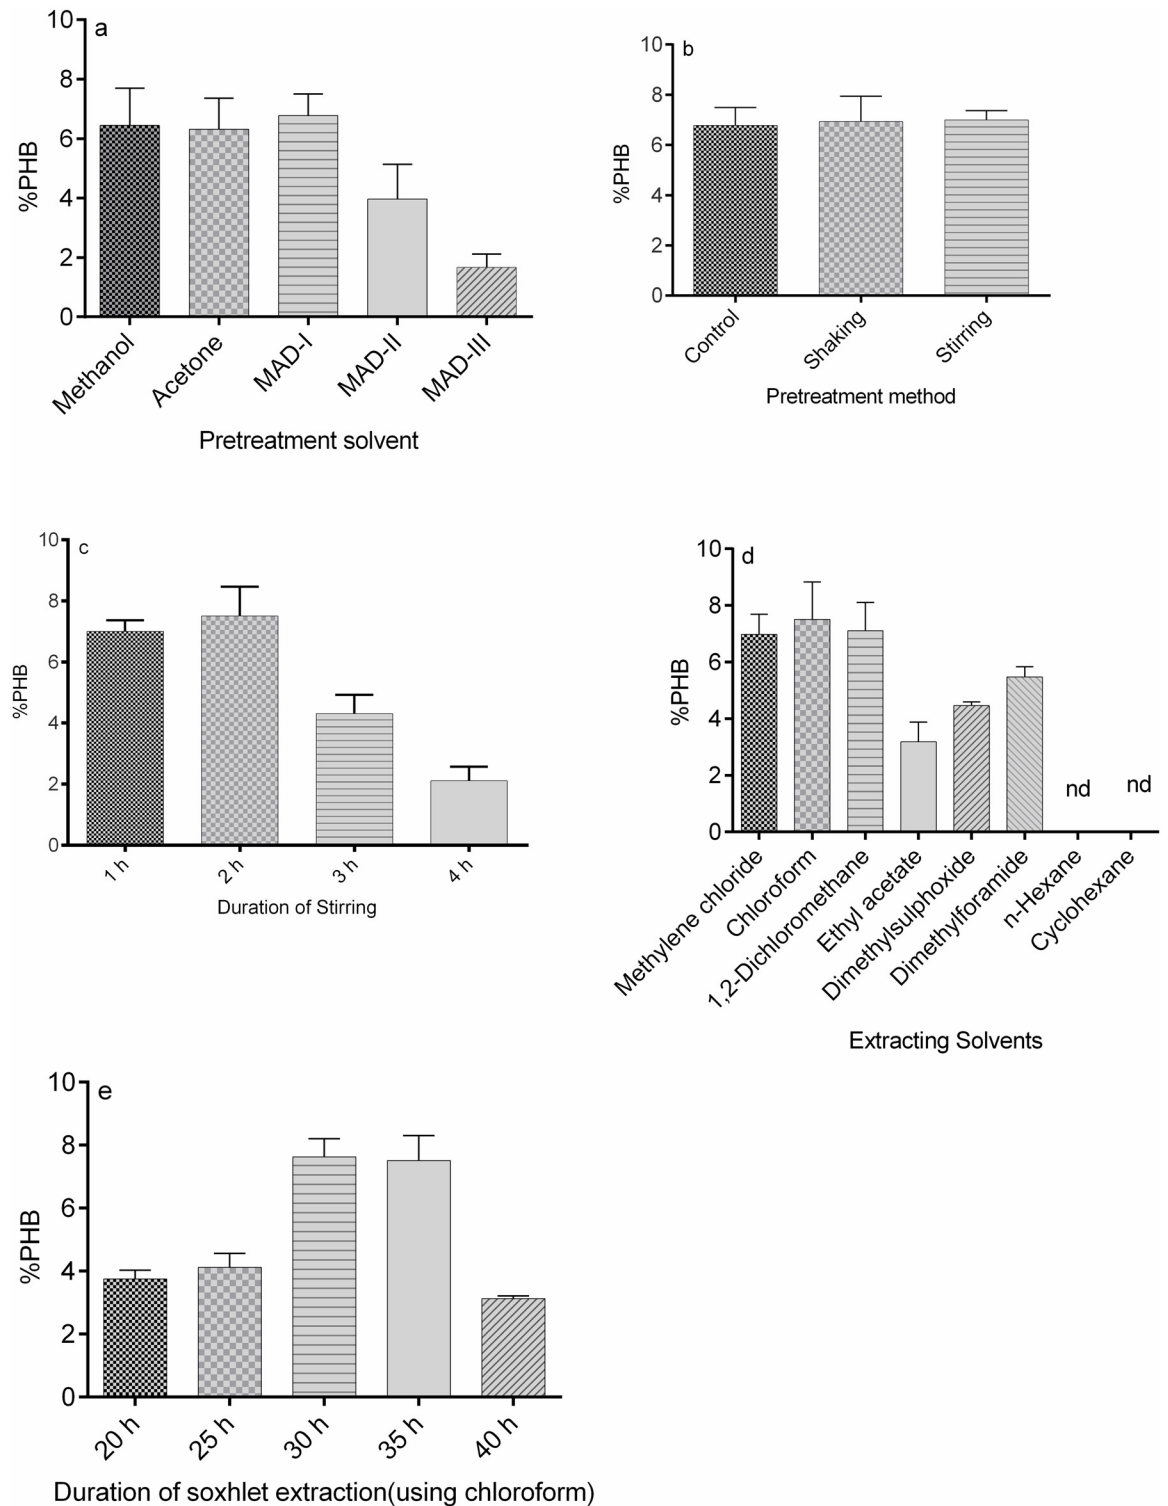 a
10
8
6
4
2
0
%PHB
Methanol
Acetone
MAD-I
MAD-II
MAD-III
Pretreatment solvent
b
10
8
6
4
2
0
%PHB
Control
Shaking
Stirring
Pretreatment method
c
10
8
6
4
2
0
%PHB
1 h
2 h
3 h
4 h
Duration of Stirring
d
10
8
6
4
2
0
%PHB
nd
nd
Methylene chloride
Chloroform
1,2-Dichloromethane
Ethyl acetate
Dimethylsulphoxide
Dimethylforamide
n-Hexane
Cyclohexane
Extracting Solvents
e
10
8
6
4
2
0
%PHB
20 h
25 h
30 h
35 h
40 h
Duration of soxhlet extraction(using chloroform)